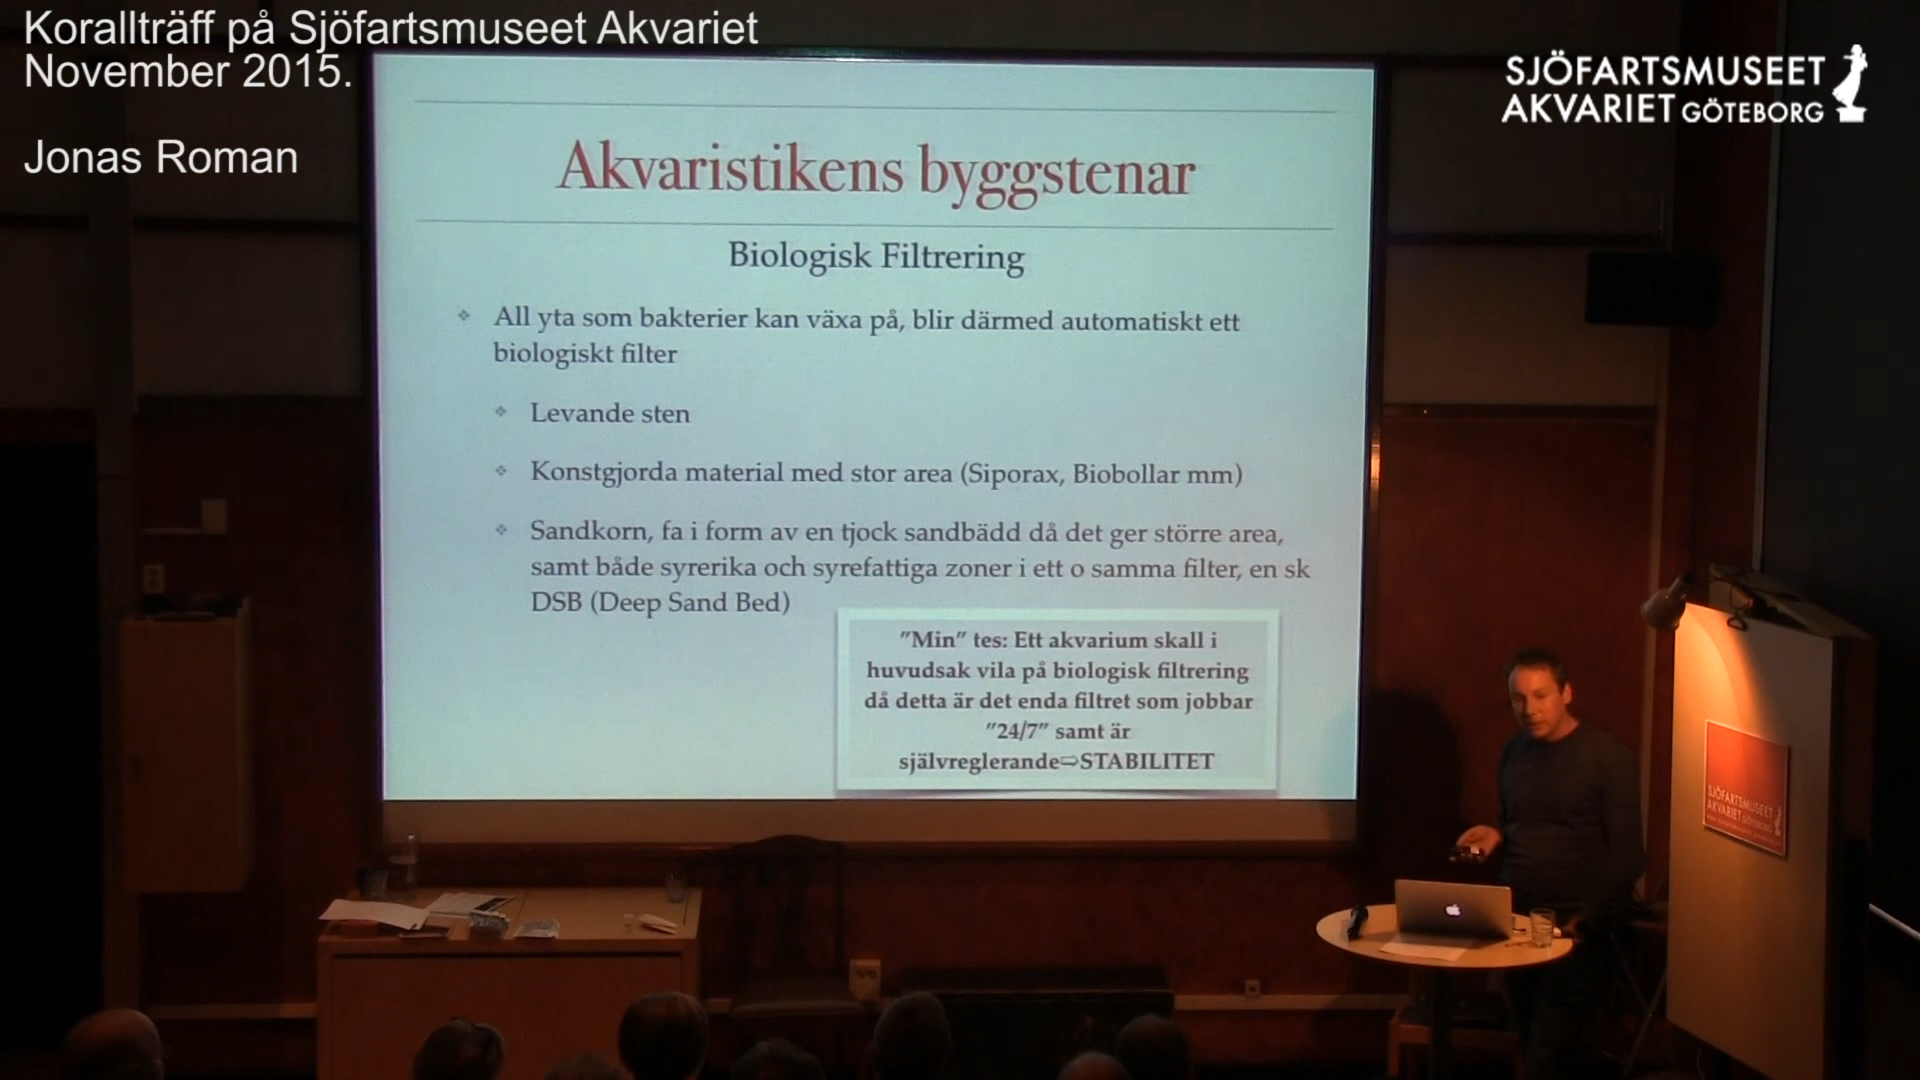 Korallträff på Sjöfartsmuseet Akvariet
November 2015.
Jonas Roman
SJÖFARTSMUSEET
AKVARIET GÖTEBORG
Akvaristikens byggstenar
Biologisk Filtrering
All yta som bakterier kan växa på, blir därmed automatiskt ett
biologiskt filter
Levande sten
Konstgjorda material med stor area (Siporax, Biobollar mm)
Sandkorn, fa i form av en tjock sandbädd då det ger större area,
samt både syrerika och syrefattiga zoner i ett o samma filter, en sk
DSB (Deep Sand Bed)
"Min" tes: Ett akvarium skall i
huvudsak vila på biologisk filtrering
då detta är det enda filtret som jobbar
"24/7" samt är
självreglerande⇨STABILITET
SJÖFARTSMUSEET
AKVARIET GÖTEBORG